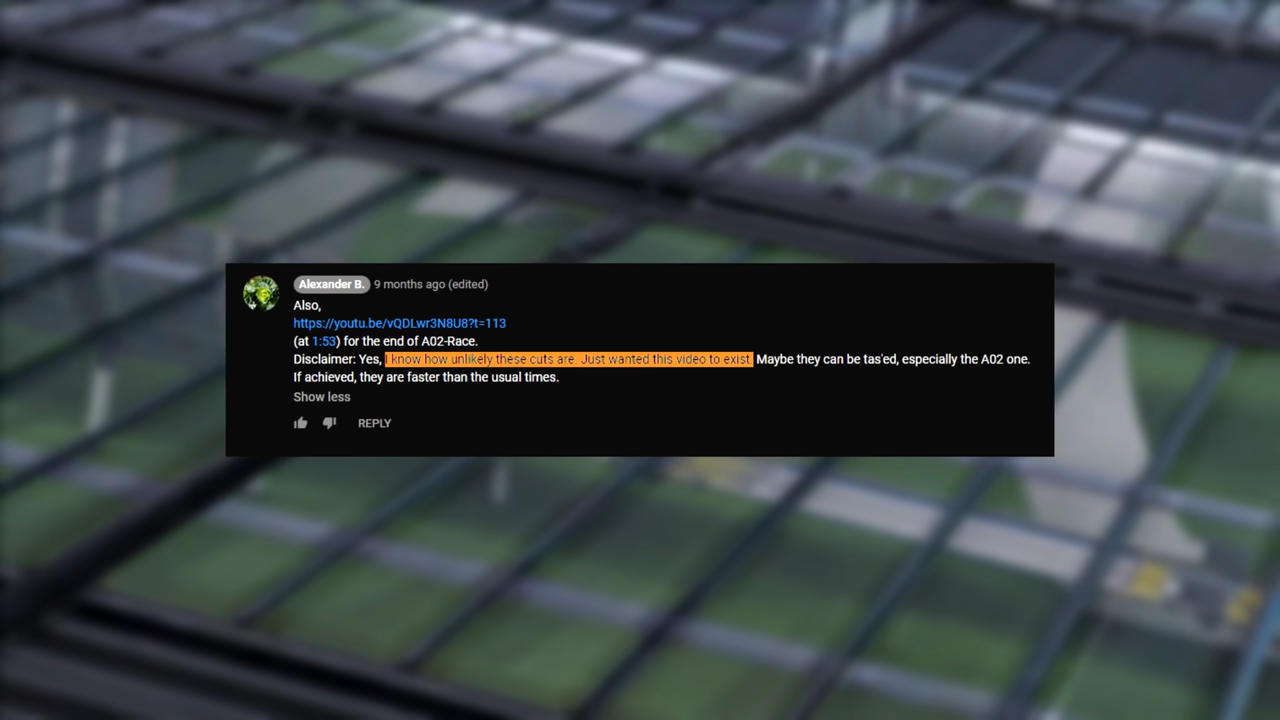 Alexander B. 9 months ago (edited)
Also,
https://youtu.be/vQDLwr3N8U8?t=113
(at 1:53) for the end of A02-Race.
Disclaimer: Yes, I know how unlikely these cuts are. Just wanted this video to exist. Maybe they can be tas'ed, especially the A02 one.
If achieved, they are faster than the usual times.
Show less
REPLY